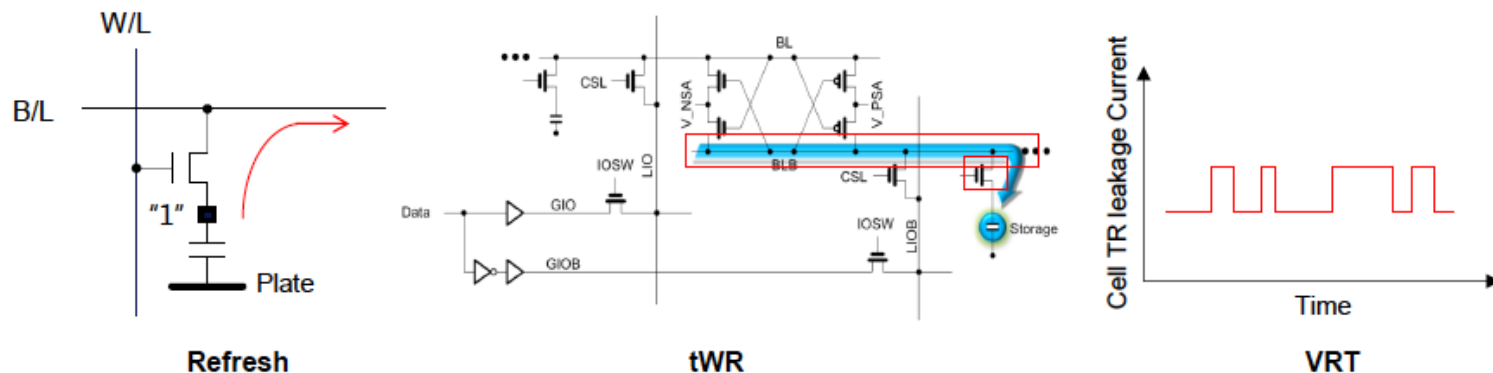 W/L
B/L
"1"
Plate
Refresh
BL
CSL
V_NSA
V_PSA
LIO
BLB
IOSW
CSL
Data
GIO
IOSW
LIOB
Storage
GIOB
tWR
Cell TR leakage Current
Time
VRT